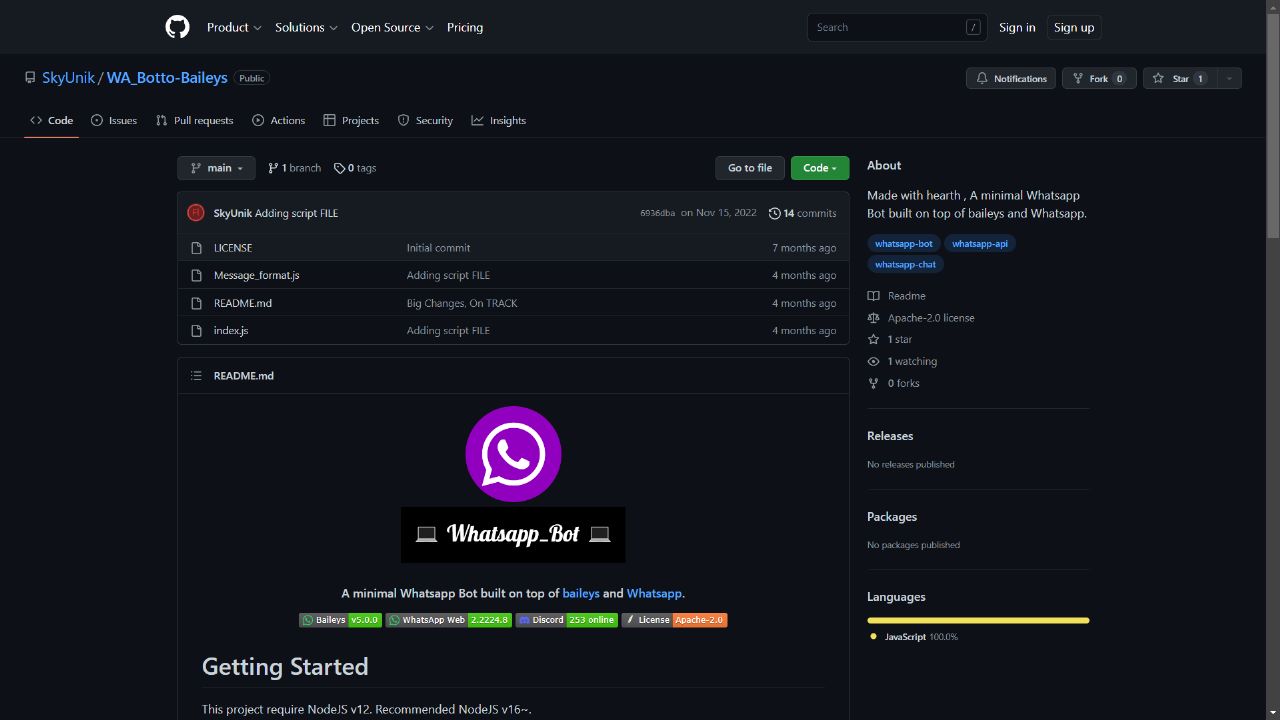 Product Solutions Open Source Pricing Search / Sign in Sign up
SkyUnik / WA_Botto-Baileys Public Notifications Fork 0 Star 1
Code Issues Pull requests Actions Projects Security Insights
main 1 branch 0 tags Go to file Code
SkyUnik Adding script FILE 6936dba on Nov 15, 2022 14 commits
LICENSE Initial commit 7 months ago
Message_format.js Adding script FILE 4 months ago
README.md Big Changes, On TRACK 4 months ago
index.js Adding script FILE 4 months ago
README.md
Whatsapp_Bot
A minimal Whatsapp Bot built on top of baileys and Whatsapp.
Baileys v5.0.0 WhatsApp Web 2.2224.8 Discord 253 online License Apache-2.0
Getting Started
This project require NodeJS v12. Recommended NodeJS v16~.
About
Made with hearth , A minimal Whatsapp
Bot built on top of baileys and Whatsapp.
whatsapp-bot whatsapp-api
whatsapp-chat
Readme
Apache-2.0 license
1 star
1 watching
0 forks
Releases
No releases published
Packages
No packages published
Languages
JavaScript 100.0%